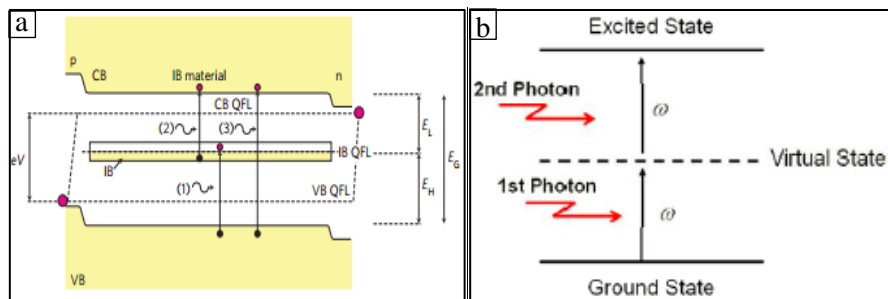 a
p
CB
IB material
n
CB QFL
(2)
(3)
E_L
eV
IB QFL
E_G
IB
(1)
VB QFL
E_H
VB
b
Excited State
2nd Photon
ω
Virtual State
1st Photon
ω
Ground State